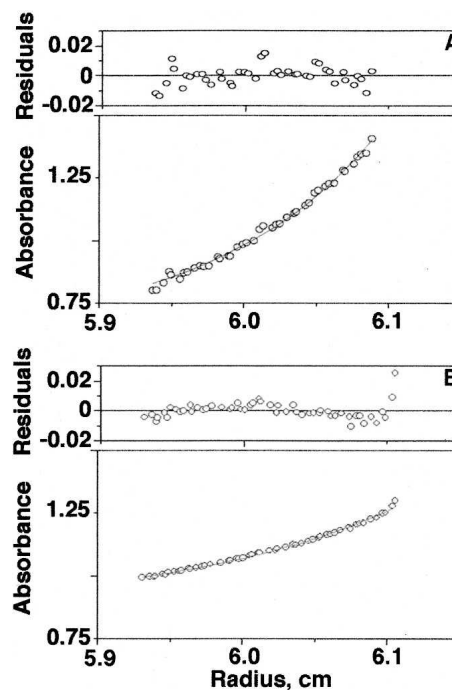 A
Residuals
0.02
0
-0.02
Absorbance
1.25
0.75
5.9
6.0
6.1
B
Residuals
0.02
0
-0.02
Absorbance
1.25
0.75
5.9
6.0
6.1
Radius, cm